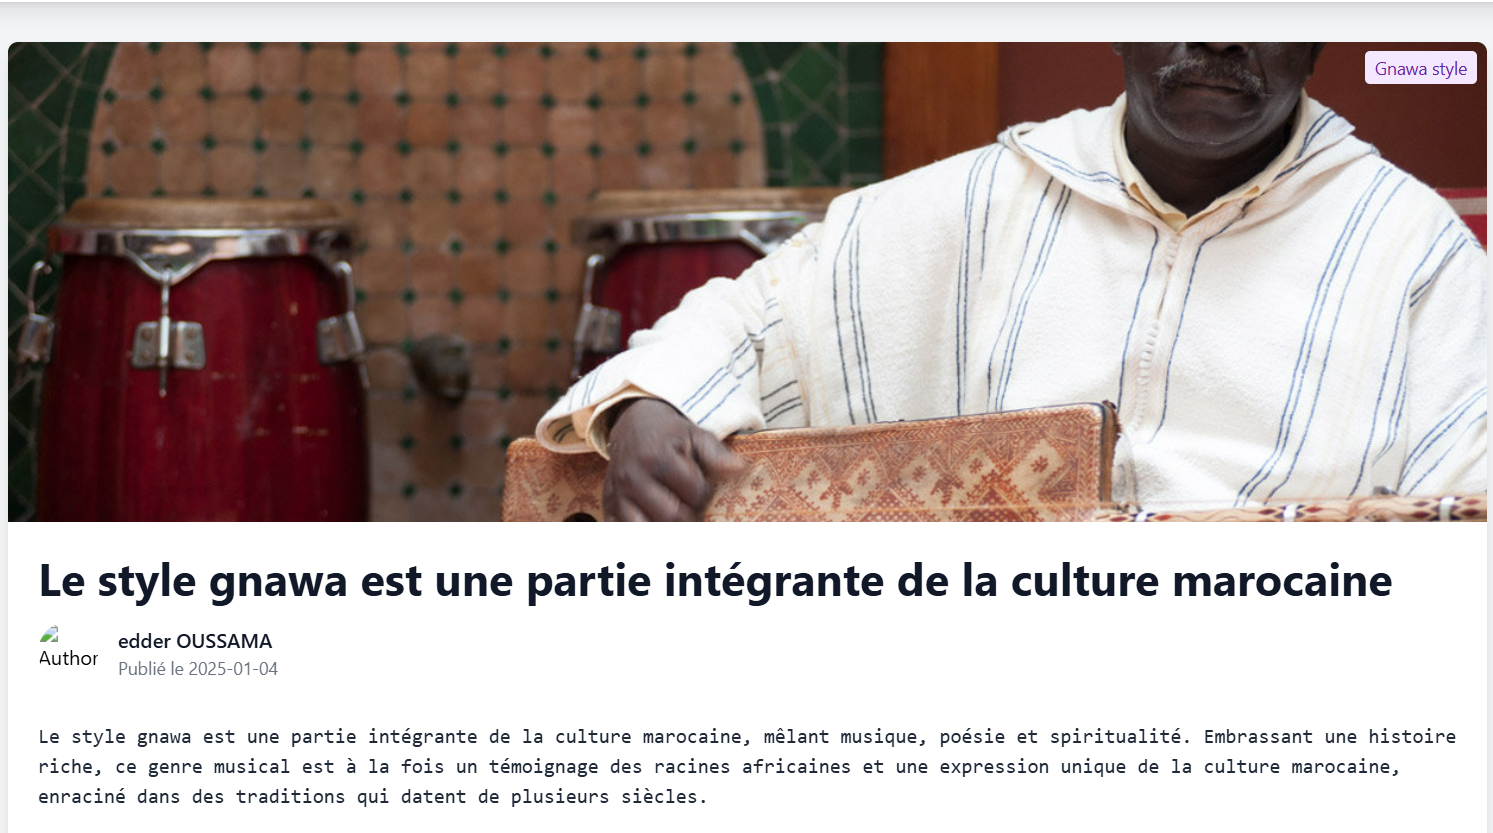 Gnawa style
Le style gnawa est une partie intégrante de la culture marocaine
Author
edder OUSSAMA
Publié le 2025-01-04
Le style gnawa est une partie intégrante de la culture marocaine, mêlant musique, poésie et spiritualité. Embrassant une histoire
riche, ce genre musical est à la fois un témoignage des racines africaines et une expression unique de la culture marocaine,
enraciné dans des traditions qui datent de plusieurs siècles.